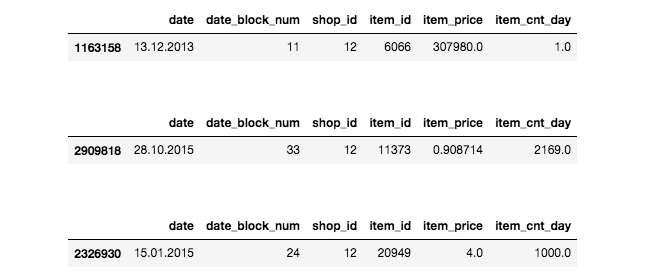 date date_block_num shop_id item_id item_price item_cnt_day
1163158 13.12.2013 11 12 6066 307980.0 1.0
date date_block_num shop_id item_id item_price item_cnt_day
2909818 28.10.2015 33 12 11373 0.908714 2169.0
date date_block_num shop_id item_id item_price item_cnt_day
2326930 15.01.2015 24 12 20949 4.0 1000.0